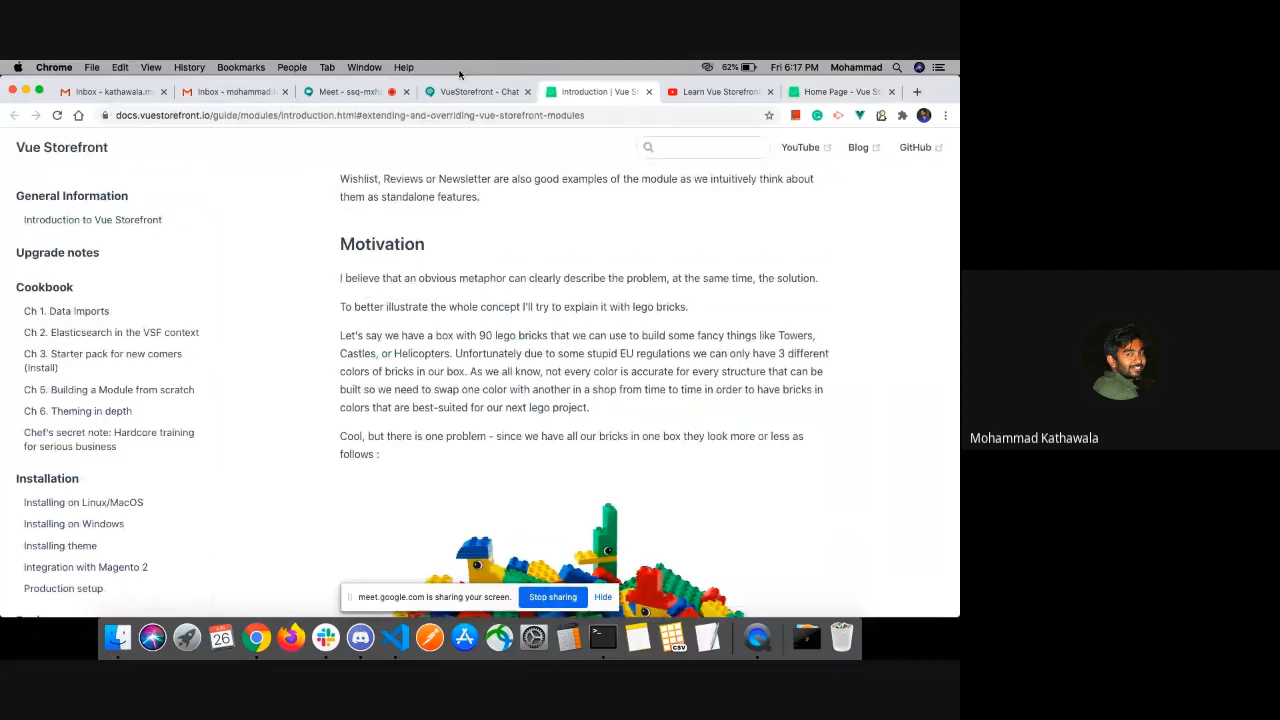 Chrome File Edit View History Bookmarks People Tab Window Help 62% Fri 6:17 PM Mohammad
Inbox - kathawala.m Inbox - mohammad. Meet - ssq-mxh VueStorefront - Chat Introduction | Vue S Learn Vue Storefront Home Page - Vue St
docs.vuestorefront.io/guide/modules/introduction.html#extending-and-overriding-vue-storefront-modules
Vue Storefront YouTube Blog GitHub
General Information
Introduction to Vue Storefront
Upgrade notes
Cookbook
Ch 1. Data Imports
Ch 2. Elasticsearch in the VSF context
Ch 3. Starter pack for new comers
(Install)
Ch 5. Building a Module from scratch
Ch 6. Theming in depth
Chef's secret note: Hardcore training
for serious business
Installation
Installing on Linux/MacOS
Installing on Windows
Installing theme
Integration with Magento 2
Production setup
Wishlist, Reviews or Newsletter are also good examples of the module as we intuitively think about
them as standalone features.
Motivation
I believe that an obvious metaphor can clearly describe the problem, at the same time, the solution.
To better illustrate the whole concept I'll try to explain it with lego bricks.
Let's say we have a box with 90 lego bricks that we can use to build some fancy things like Towers,
Castles, or Helicopters. Unfortunately due to some stupid EU regulations we can only have 3 different
colors of bricks in our box. As we all know, not every color is accurate for every structure that can be
built so we need to swap one color with another in a shop from time to time in order to have bricks in
colors that are best-suited for our next lego project.
Cool, but there is one problem - since we have all our bricks in one box they look more or less as
follows :
meet.google.com is sharing your screen. Stop sharing Hide
26
CSV
Mohammad Kathawala